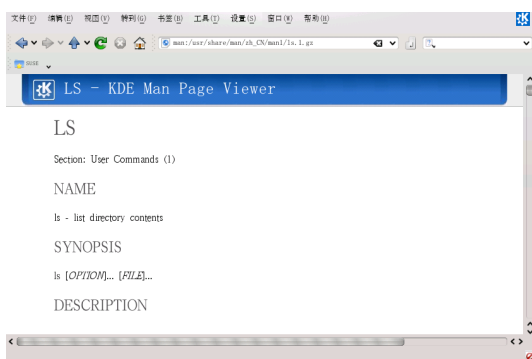 文件(F) 编辑(E) 视图(V) 转到(G) 书签(B) 工具(T) 设置(S) 窗口(W) 帮助(H)
man:/usr/share/man/zh_CN/man1/ls.1.gz
SUSE
LS - KDE Man Page Viewer
LS
Section: User Commands (1)
NAME
ls - list directory contents
SYNOPSIS
ls [OPTION]... [FILE]...
DESCRIPTION